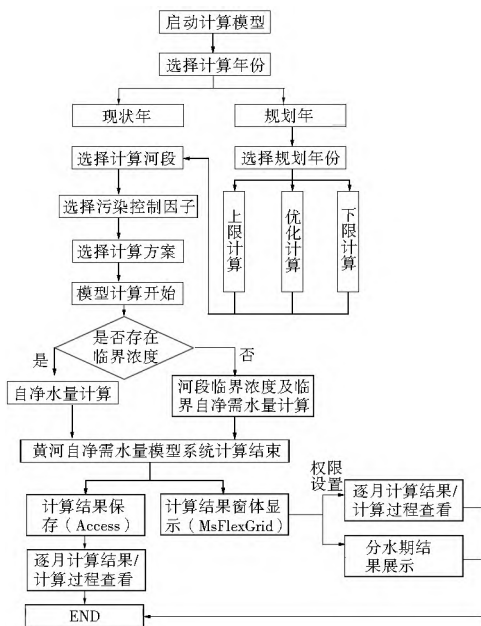 启动计算模型
选择计算年份
现状年
规划年
选择计算河段
选择规划年份
选择污染控制因子
上限计算
优化计算
下限计算
选择计算方案
模型计算开始
是否存在
临界浓度
是
否
自净水量计算
河段临界浓度及临
界自净需水量计算
黄河自净需水量模型系统计算结束
计算结果保
存（Access）
计算结果窗体显
示（MsFlexGrid）
权限
设置
逐月计算结果/
计算过程查看
逐月计算结果/
计算过程查看
分水期结
果展示
END